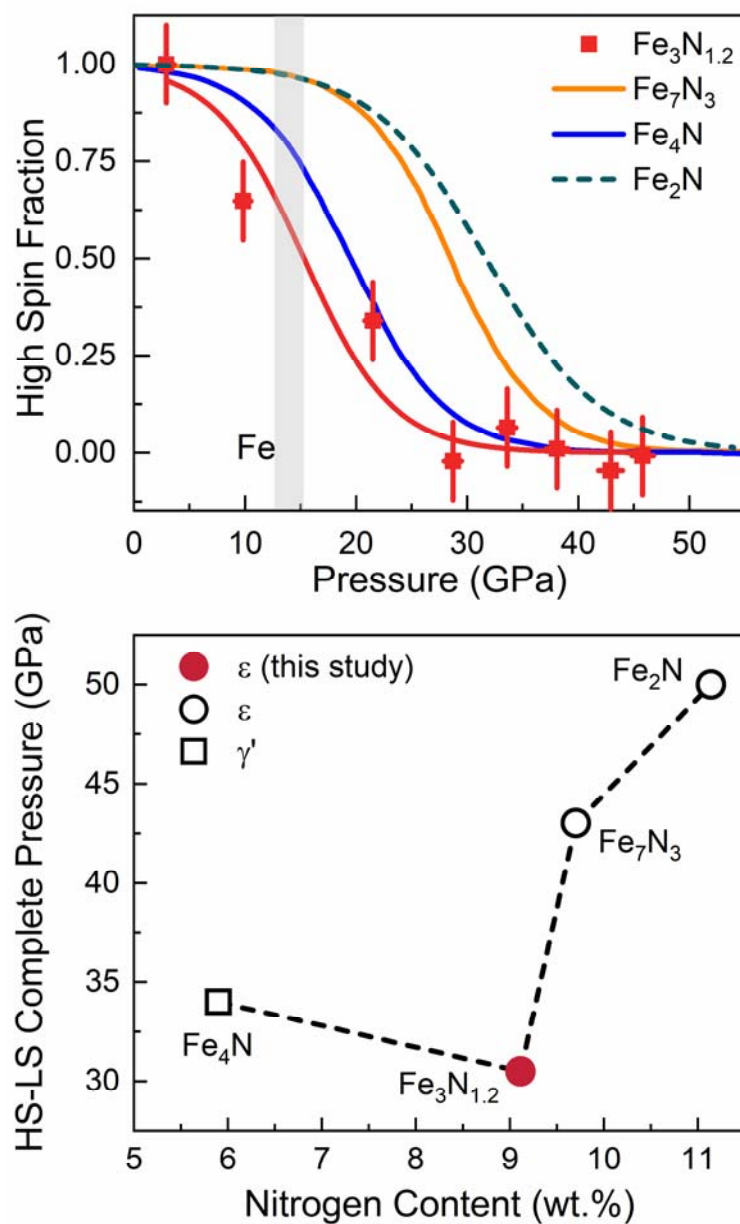 High Spin Fraction
1.00
0.75
0.50
0.25
0.00
Fe₃N₁.₂
Fe₇N₃
Fe₄N
Fe₂N
Fe
0 10 20 30 40 50
Pressure (GPa)
HS-LS Complete Pressure (GPa)
50
45
40
35
30
ε (this study)
ε
γ'
Fe₂N
Fe₇N₃
Fe₄N
Fe₃N₁.₂
5 6 7 8 9 10 11
Nitrogen Content (wt.%)